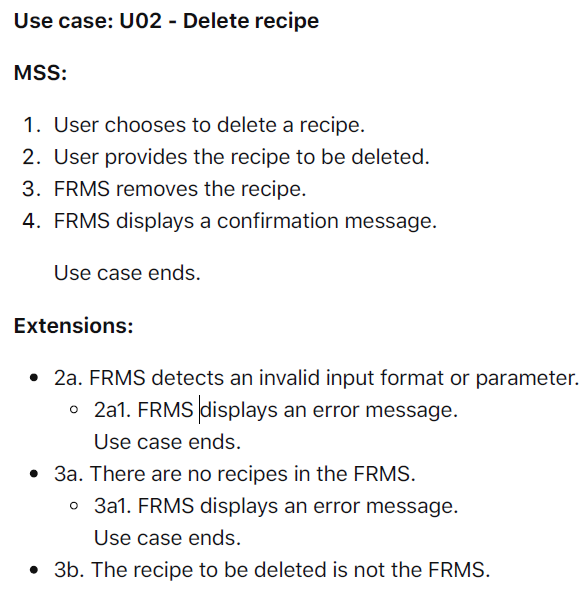 Use case: U02 - Delete recipe
MSS:
1. User chooses to delete a recipe.
2. User provides the recipe to be deleted.
3. FRMS removes the recipe.
4. FRMS displays a confirmation message.
Use case ends.
Extensions:
• 2a. FRMS detects an invalid input format or parameter.
◦ 2a1. FRMS displays an error message.
Use case ends.
• 3a. There are no recipes in the FRMS.
◦ 3a1. FRMS displays an error message.
Use case ends.
• 3b. The recipe to be deleted is not the FRMS.